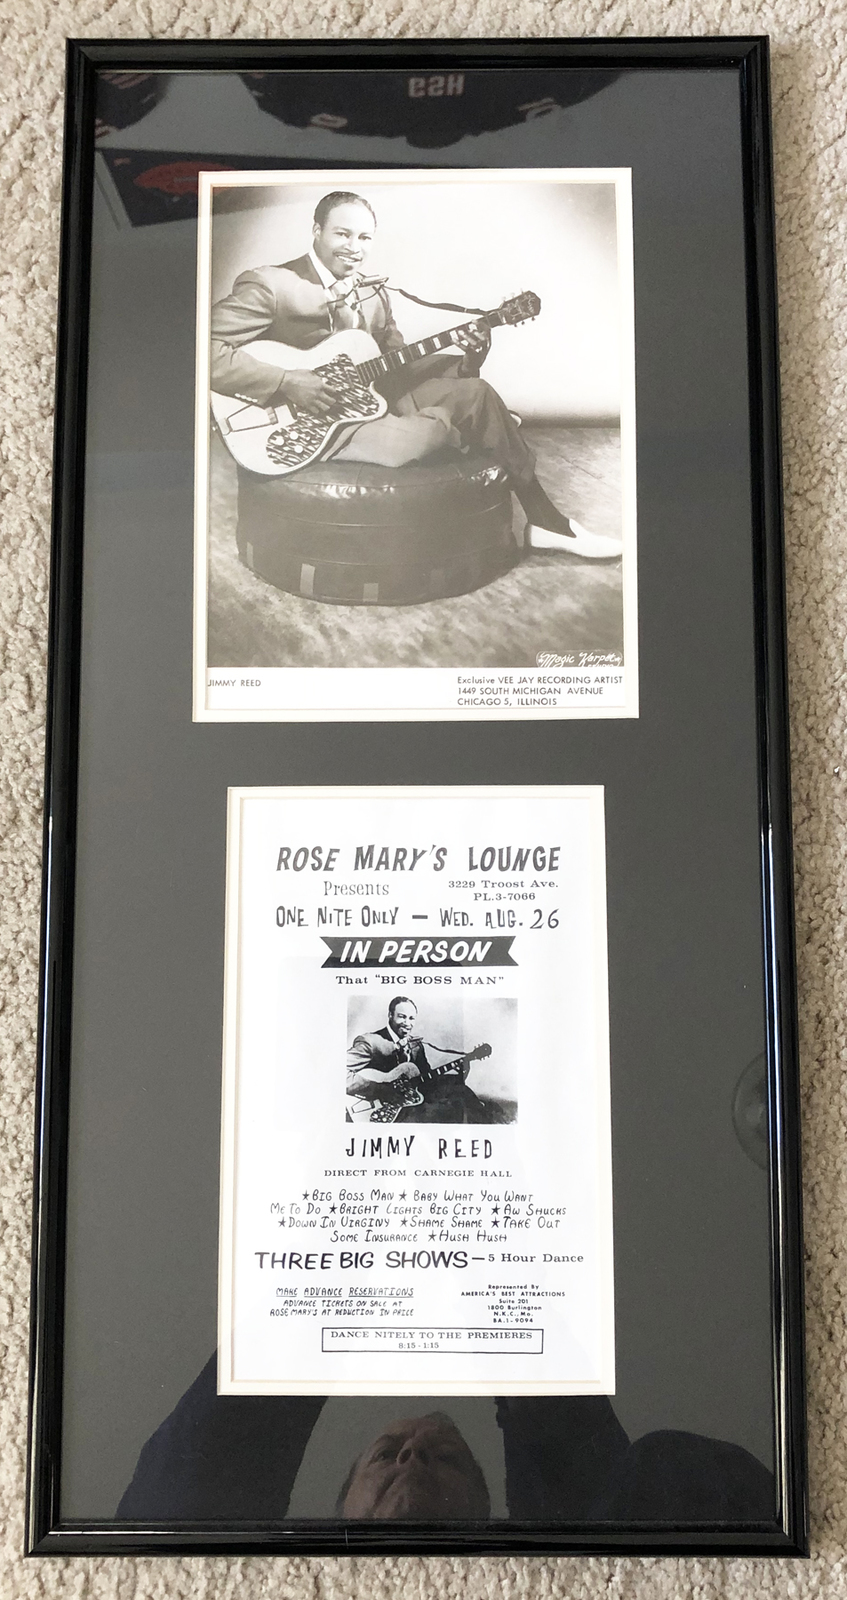 JIMMY REED
Exclusive VEE JAY RECORDING ARTIST
1449 SOUTH MICHIGAN AVENUE
CHICAGO 5, ILLINOIS
ROSE MARY'S LOUNGE
Presents
3229 Troost Ave.
PL.3-7066
ONE NITE ONLY — WED. AUG. 26
IN PERSON
That "BIG BOSS MAN"
JIMMY REED
DIRECT FROM CARNEGIE HALL
★BIG BOSS MAN ★ BABY WHAT YOU WANT
ME TO DO ★BRIGHT LIGHTS BIG CITY ★AW SHUCKS
★DOWN IN VIRGINY ★SHAME SHAME ★TAKE OUT
SOME INSURANCE ★HUSH HUSH
THREE BIG SHOWS — 5 Hour Dance
MAKE ADVANCE RESERVATIONS
ADVANCE TICKETS ON SALE AT
ROSE MARY'S AT REDUCTION IN PRICE
Represented By
AMERICA'S BEST ATTRACTIONS
Suite 201
1800 Burlington
N.K.C., Mo.
BA.1-9094
DANCE NITELY TO THE PREMIERES
8:15-1:15